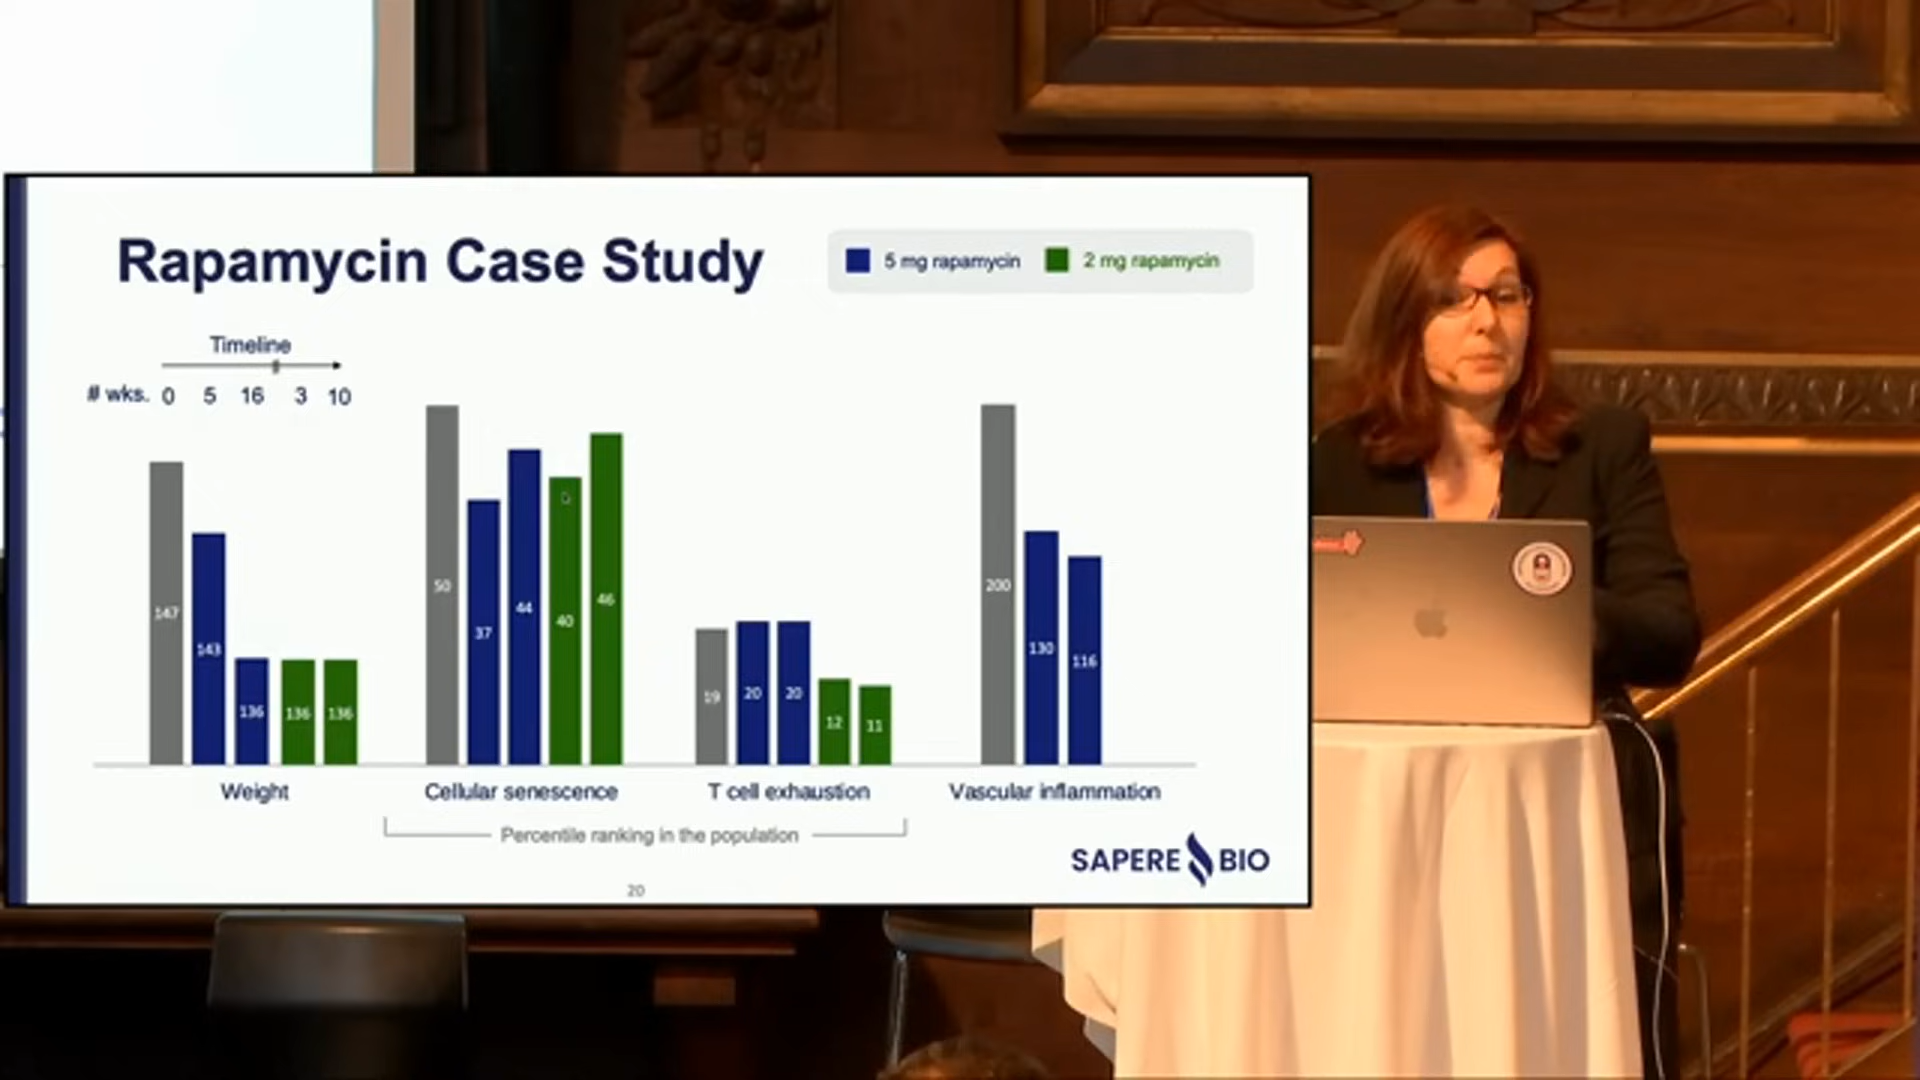 Rapamycin Case Study
5 mg rapamycin 2 mg rapamycin
Timeline
# wks. 0 5 16 3 10
147 143 136 136 136
50 37 44 40 46
19 20 20 12 11
200 130 116
Weight Cellular senescence T cell exhaustion Vascular inflammation
Percentile ranking in the population
SAPERE BIO
20